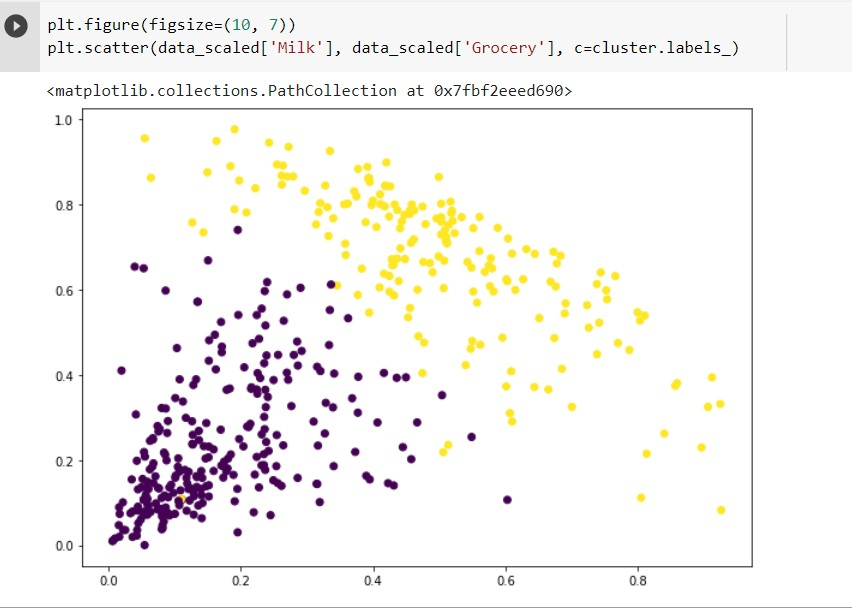 plt.figure(figsize=(10, 7))
plt.scatter(data_scaled['Milk'], data_scaled['Grocery'], c=cluster.labels_)
<matplotlib.collections.PathCollection at 0x7fbf2eeed690>
1.0
0.8
0.6
0.4
0.2
0.0
0.0 0.2 0.4 0.6 0.8